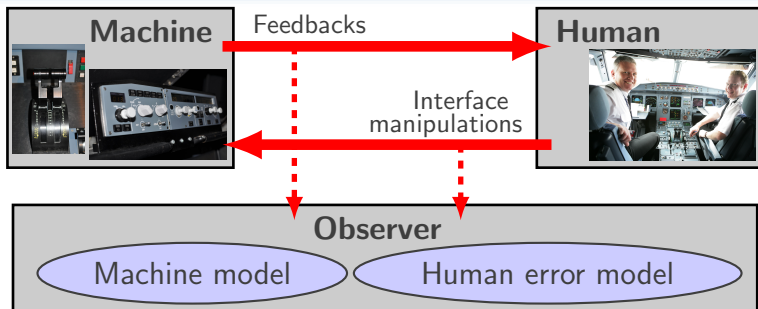 Machine
Feedbacks
Human
Interface
manipulations
Observer
Machine model
Human error model